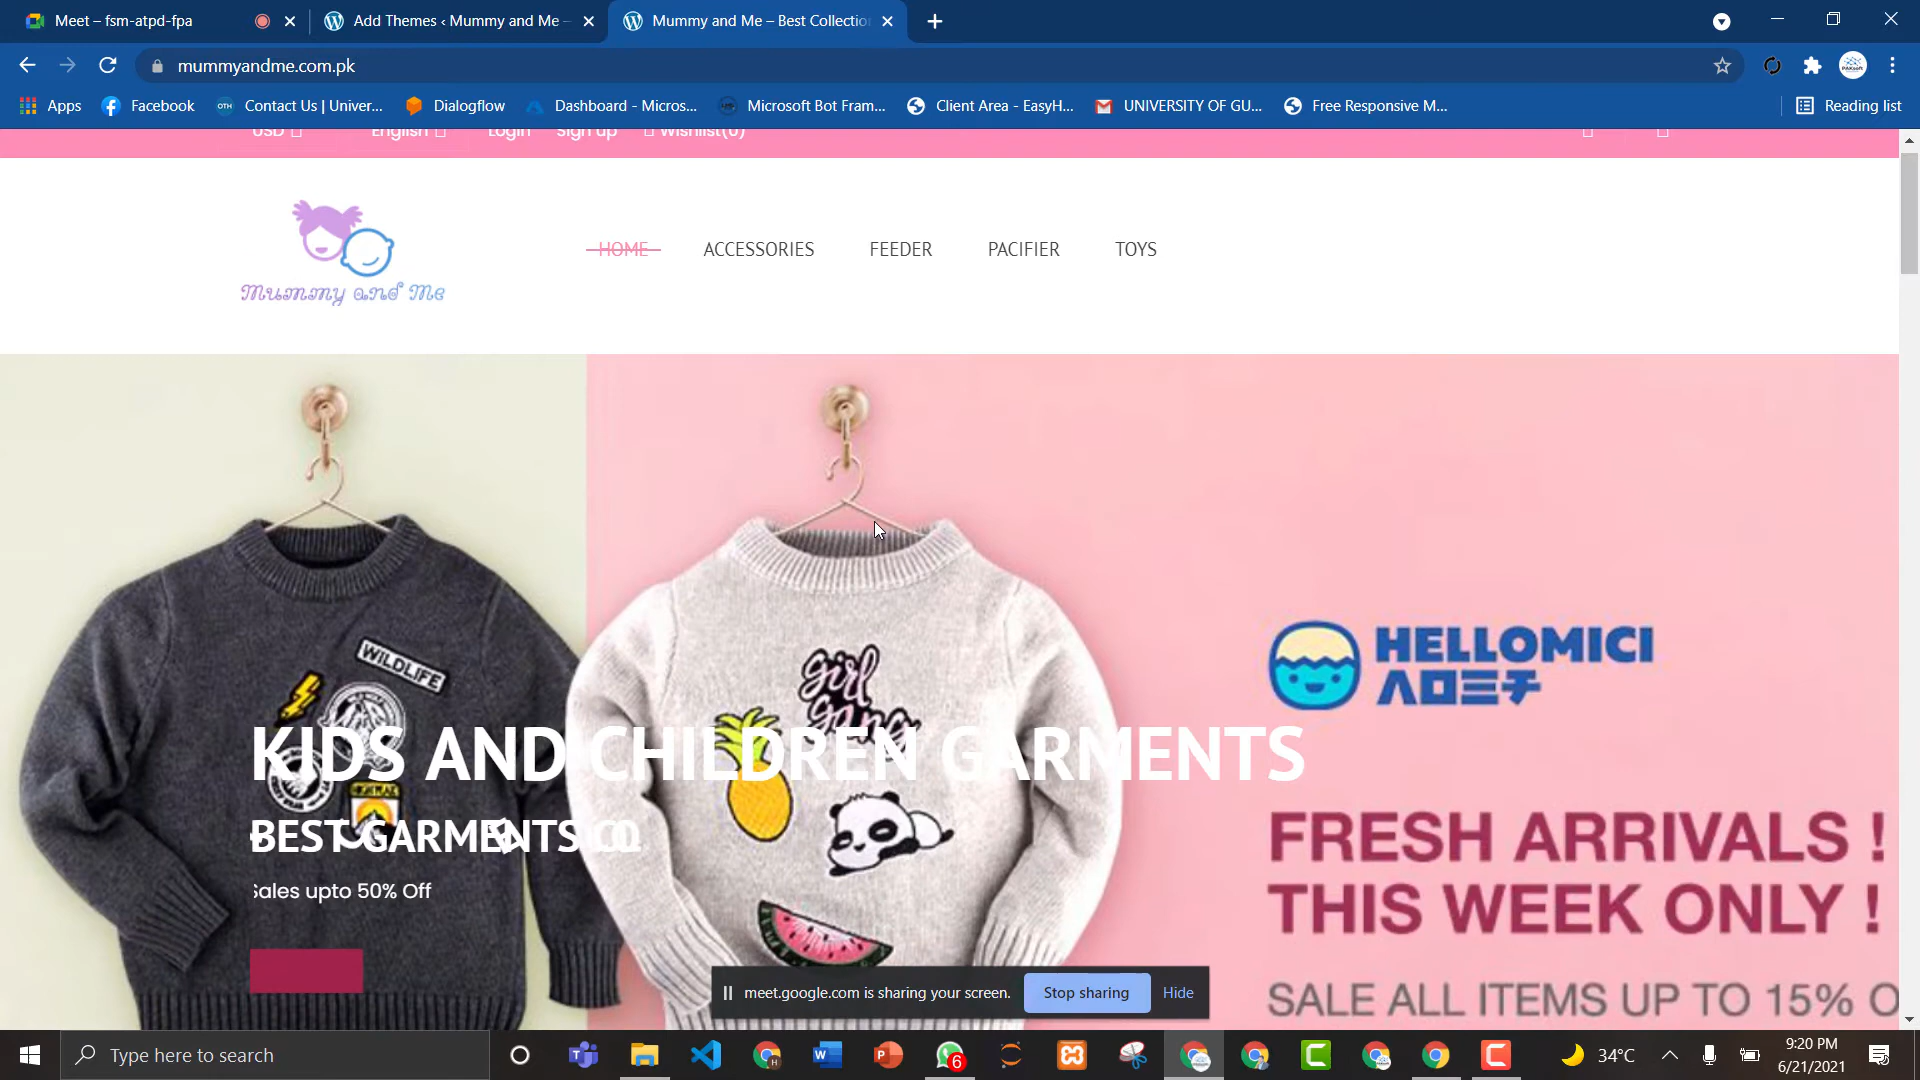 Meet – fsm-atpd-fpa
Add Themes ‹ Mummy and Me –
Mummy and Me – Best Collectio
mummyandme.com.pk
Apps
Facebook
OTH
Contact Us | Univer...
Dialogflow
Dashboard - Micros...
Microsoft Bot Fram...
Client Area - EasyH...
UNIVERSITY OF GU...
Free Responsive M...
Reading list
USD
English
Login
Sign up
Wishlist(0)
Mummy and Me
HOME
ACCESSORIES
FEEDER
PACIFIER
TOYS
WILDLIFE
girl
gang
HELLOMICI
ハロミチ
KIDS AND CHILDREN GARMENTS
BEST GARMENTS CO
Sales upto 50% Off
FRESH ARRIVALS !
THIS WEEK ONLY !
SALE ALL ITEMS UP TO 15% O
meet.google.com is sharing your screen.
Stop sharing
Hide
Type here to search
6
34°C
9:20 PM
6/21/2021